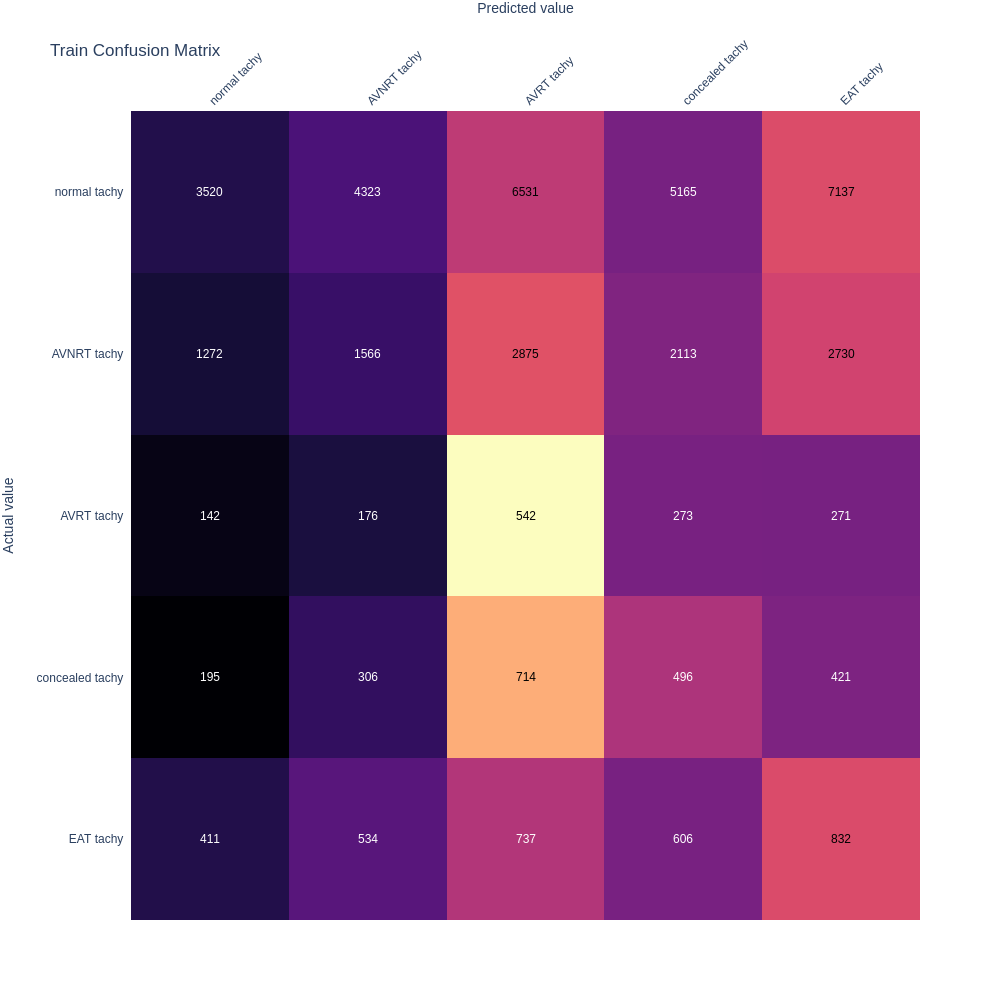 Predicted value
Train Confusion Matrix
normal tachy AVNRT tachy AVRT tachy concealed tachy EAT tachy
normal tachy 3520 4323 6531 5165 7137
AVNRT tachy 1272 1566 2875 2113 2730
AVRT tachy 142 176 542 273 271
Actual value
concealed tachy 195 306 714 496 421
EAT tachy 411 534 737 606 832